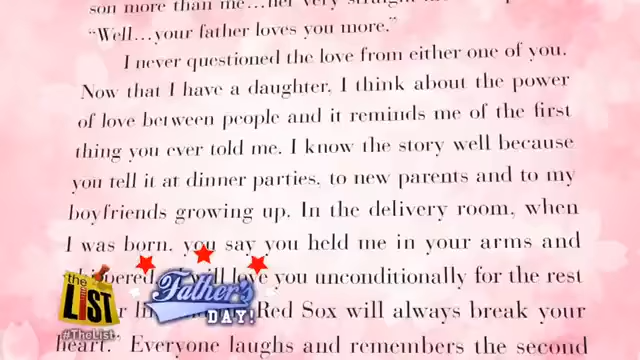 son more than me...her very straight
"Well...your father loves you more."
I never questioned the love from either one of you.
Now that I have a daughter, I think about the power
of love between people and it reminds me of the first
thing you ever told me. I know the story well because
you tell it at dinner parties, to new parents and to my
boyfriends growing up. In the delivery room, when
I was born, you say you held me in your arms and
love you unconditionally for the rest
Red Sox will always break your
heart." Everyone laughs and remembers the second
the
LIST
#TheList
Father's
DAY!